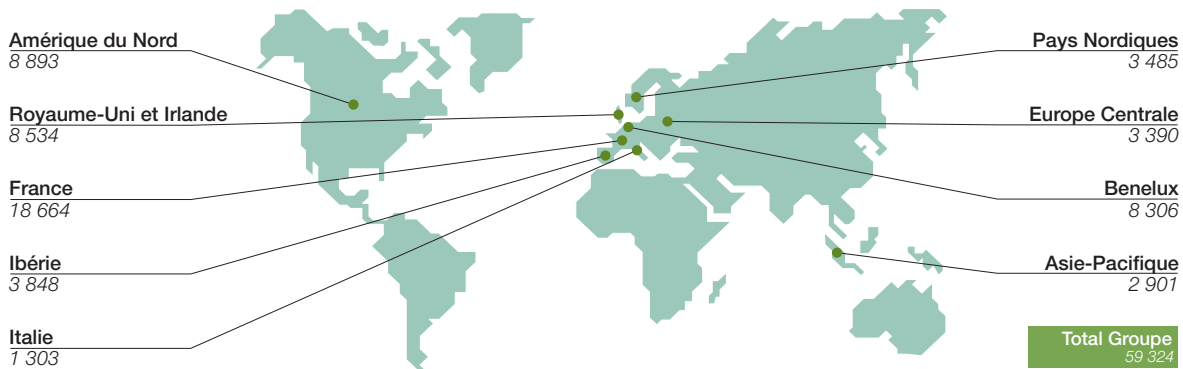 Amérique du Nord
8 893
Royaume-Uni et Irlande
8 534
France
18 664
Ibérie
3 848
Italie
1 303
Pays Nordiques
3 485
Europe Centrale
3 390
Benelux
8 306
Asie-Pacifique
2 901
Total Groupe
59 324